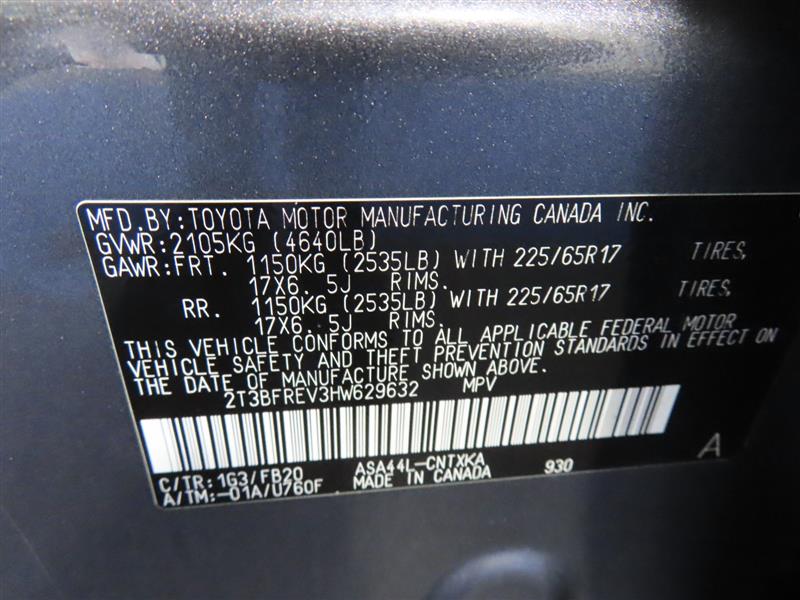 MFD.BY:TOYOTA MOTOR MANUFACTURING CANADA INC.
GVWR:2105KG (4640LB)
GAWR:FRT. 1150KG (2535LB) WITH 225/65R17 TIRES,
17X6. 5J RIMS.
RR. 1150KG (2535LB) WITH 225/65R17 TIRES,
17X6. 5J RIMS.
THIS VEHICLE CONFORMS TO ALL APPLICABLE FEDERAL MOTOR
VEHICLE SAFETY AND THEFT PREVENTION STANDARDS IN EFFECT ON
THE DATE OF MANUFACTURE SHOWN ABOVE.
2T3BFREV3HW629632 MPV
A
C/TR:1G3/FB20 ASA44L-CNTXKA 930
A/TM:-01A/U760F MADE IN CANADA